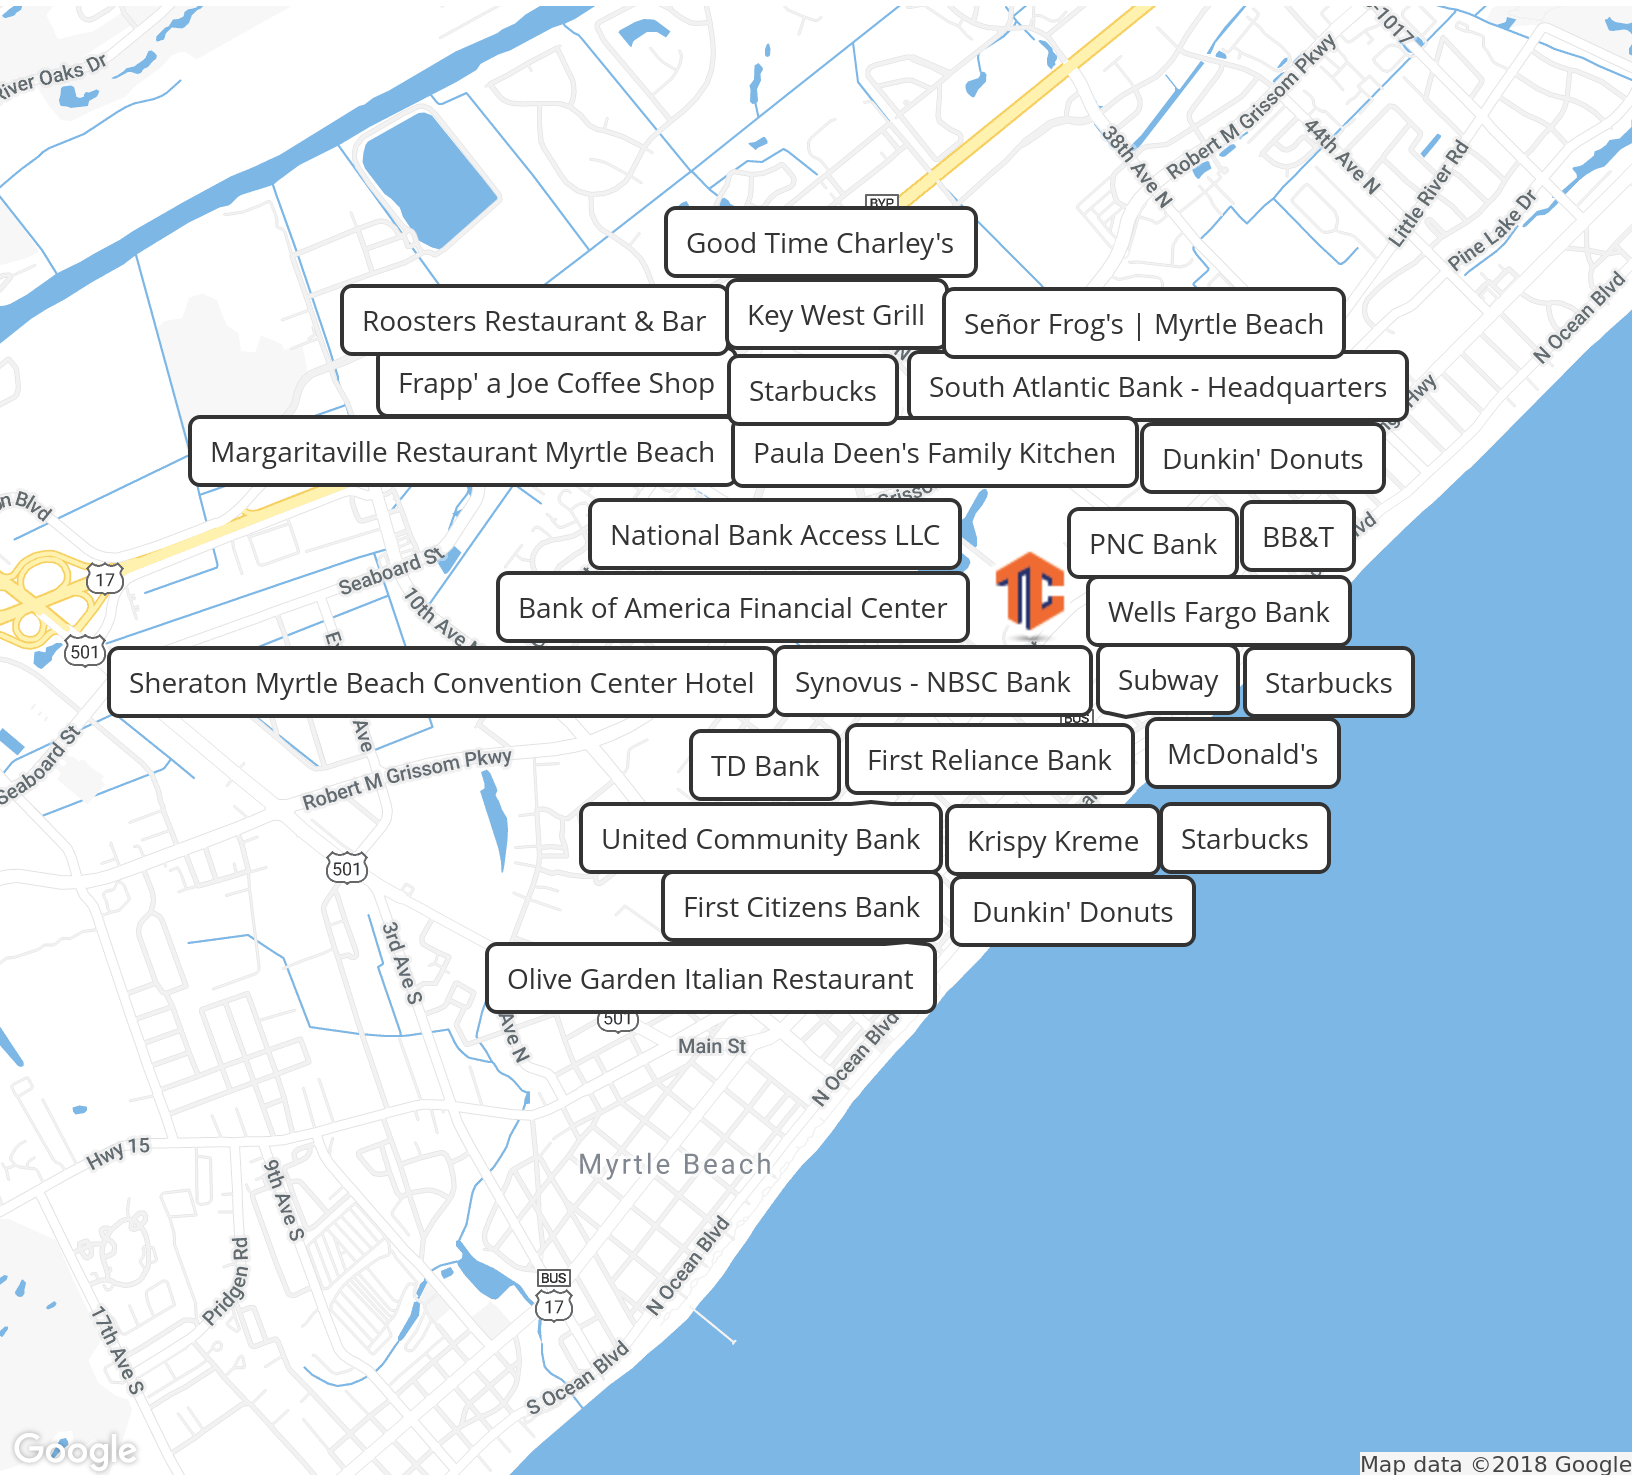 River Oaks Dr
-1017
Robert M Grissom Pkwy
38th Ave N
44th Ave N
Little River Rd
Pine Lake Dr
N Ocean Blvd
BYP
Good Time Charley's
Key West Grill
Roosters Restaurant & Bar
Señor Frog's | Myrtle Beach
Frapp' a Joe Coffee Shop
Starbucks
South Atlantic Bank - Headquarters
Margaritaville Restaurant Myrtle Beach
Paula Deen's Family Kitchen
Dunkin' Donuts
National Bank Access LLC
PNC Bank
BB&T
17
Seaboard St
10th Ave N
Bank of America Financial Center
TC
Wells Fargo Bank
501
Sheraton Myrtle Beach Convention Center Hotel
Synovus - NBSC Bank
Subway
Starbucks
BUS
Ave
Seaboard St
Robert M Grissom Pkwy
TD Bank
First Reliance Bank
McDonald's
United Community Bank
Krispy Kreme
Starbucks
501
First Citizens Bank
Dunkin' Donuts
3rd Ave S
Olive Garden Italian Restaurant
501
Ave N
Main St
N Ocean Blvd
Hwy 15
Myrtle Beach
9th Ave S
Pridgen Rd
N Ocean Blvd
BUS
17
17th Ave S
S Ocean Blvd
Google
Map data ©2018 Google